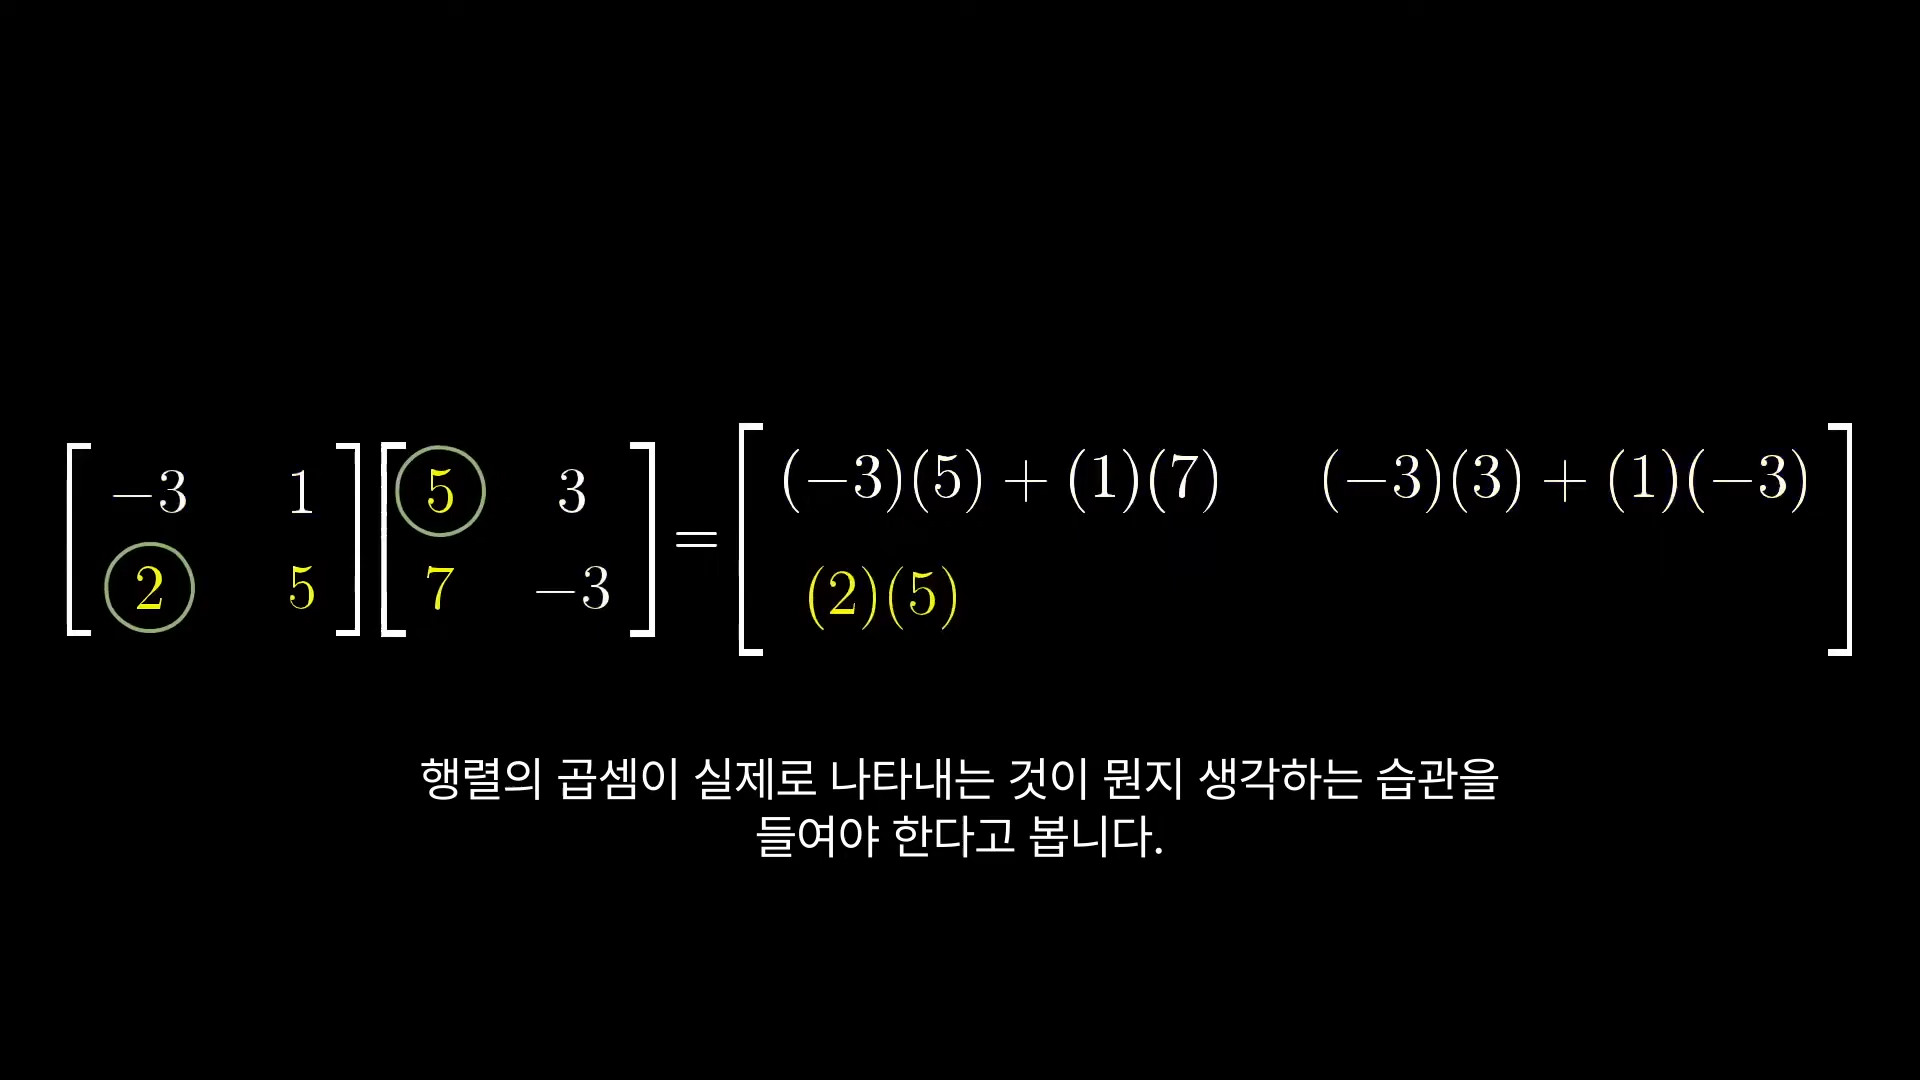 −3 1 5 3 = (−3)(5) + (1)(7) (−3)(3) + (1)(−3)
2 5 7 −3 (2)(5)
행렬의 곱셈이 실제로 나타내는 것이 뭔지 생각하는 습관을
들여야 한다고 봅니다.